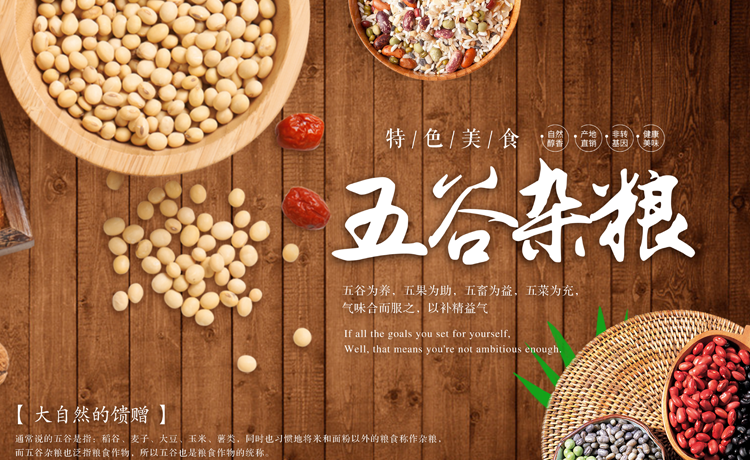 特/色/美/食
自然
醇香
产地
直销
非转
基因
健康
美味
五谷杂粮
五谷为养，五果为助，五畜为益，五菜为充，
气味合而服之，以补精益气
If all the goals you set for yourself,
Well, that means you're not ambitious enough.
【 大自然的馈赠 】
通常说的五谷是指：稻谷、麦子、大豆、玉米、薯类，同时也习惯地将米和面粉以外的粮食称作杂粮，
而五谷杂粮也泛指粮食作物，所以五谷也是粮食作物的统称。